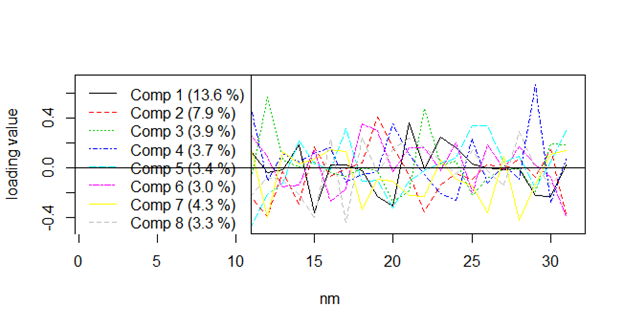 Comp 1 (13.6 %)
Comp 2 (7.9 %)
Comp 3 (3.9 %)
Comp 4 (3.7 %)
Comp 5 (3.4 %)
Comp 6 (3.0 %)
Comp 7 (4.3 %)
Comp 8 (3.3 %)
loading value
0.4
0.0
-0.4
0 5 10 15 20 25 30
nm